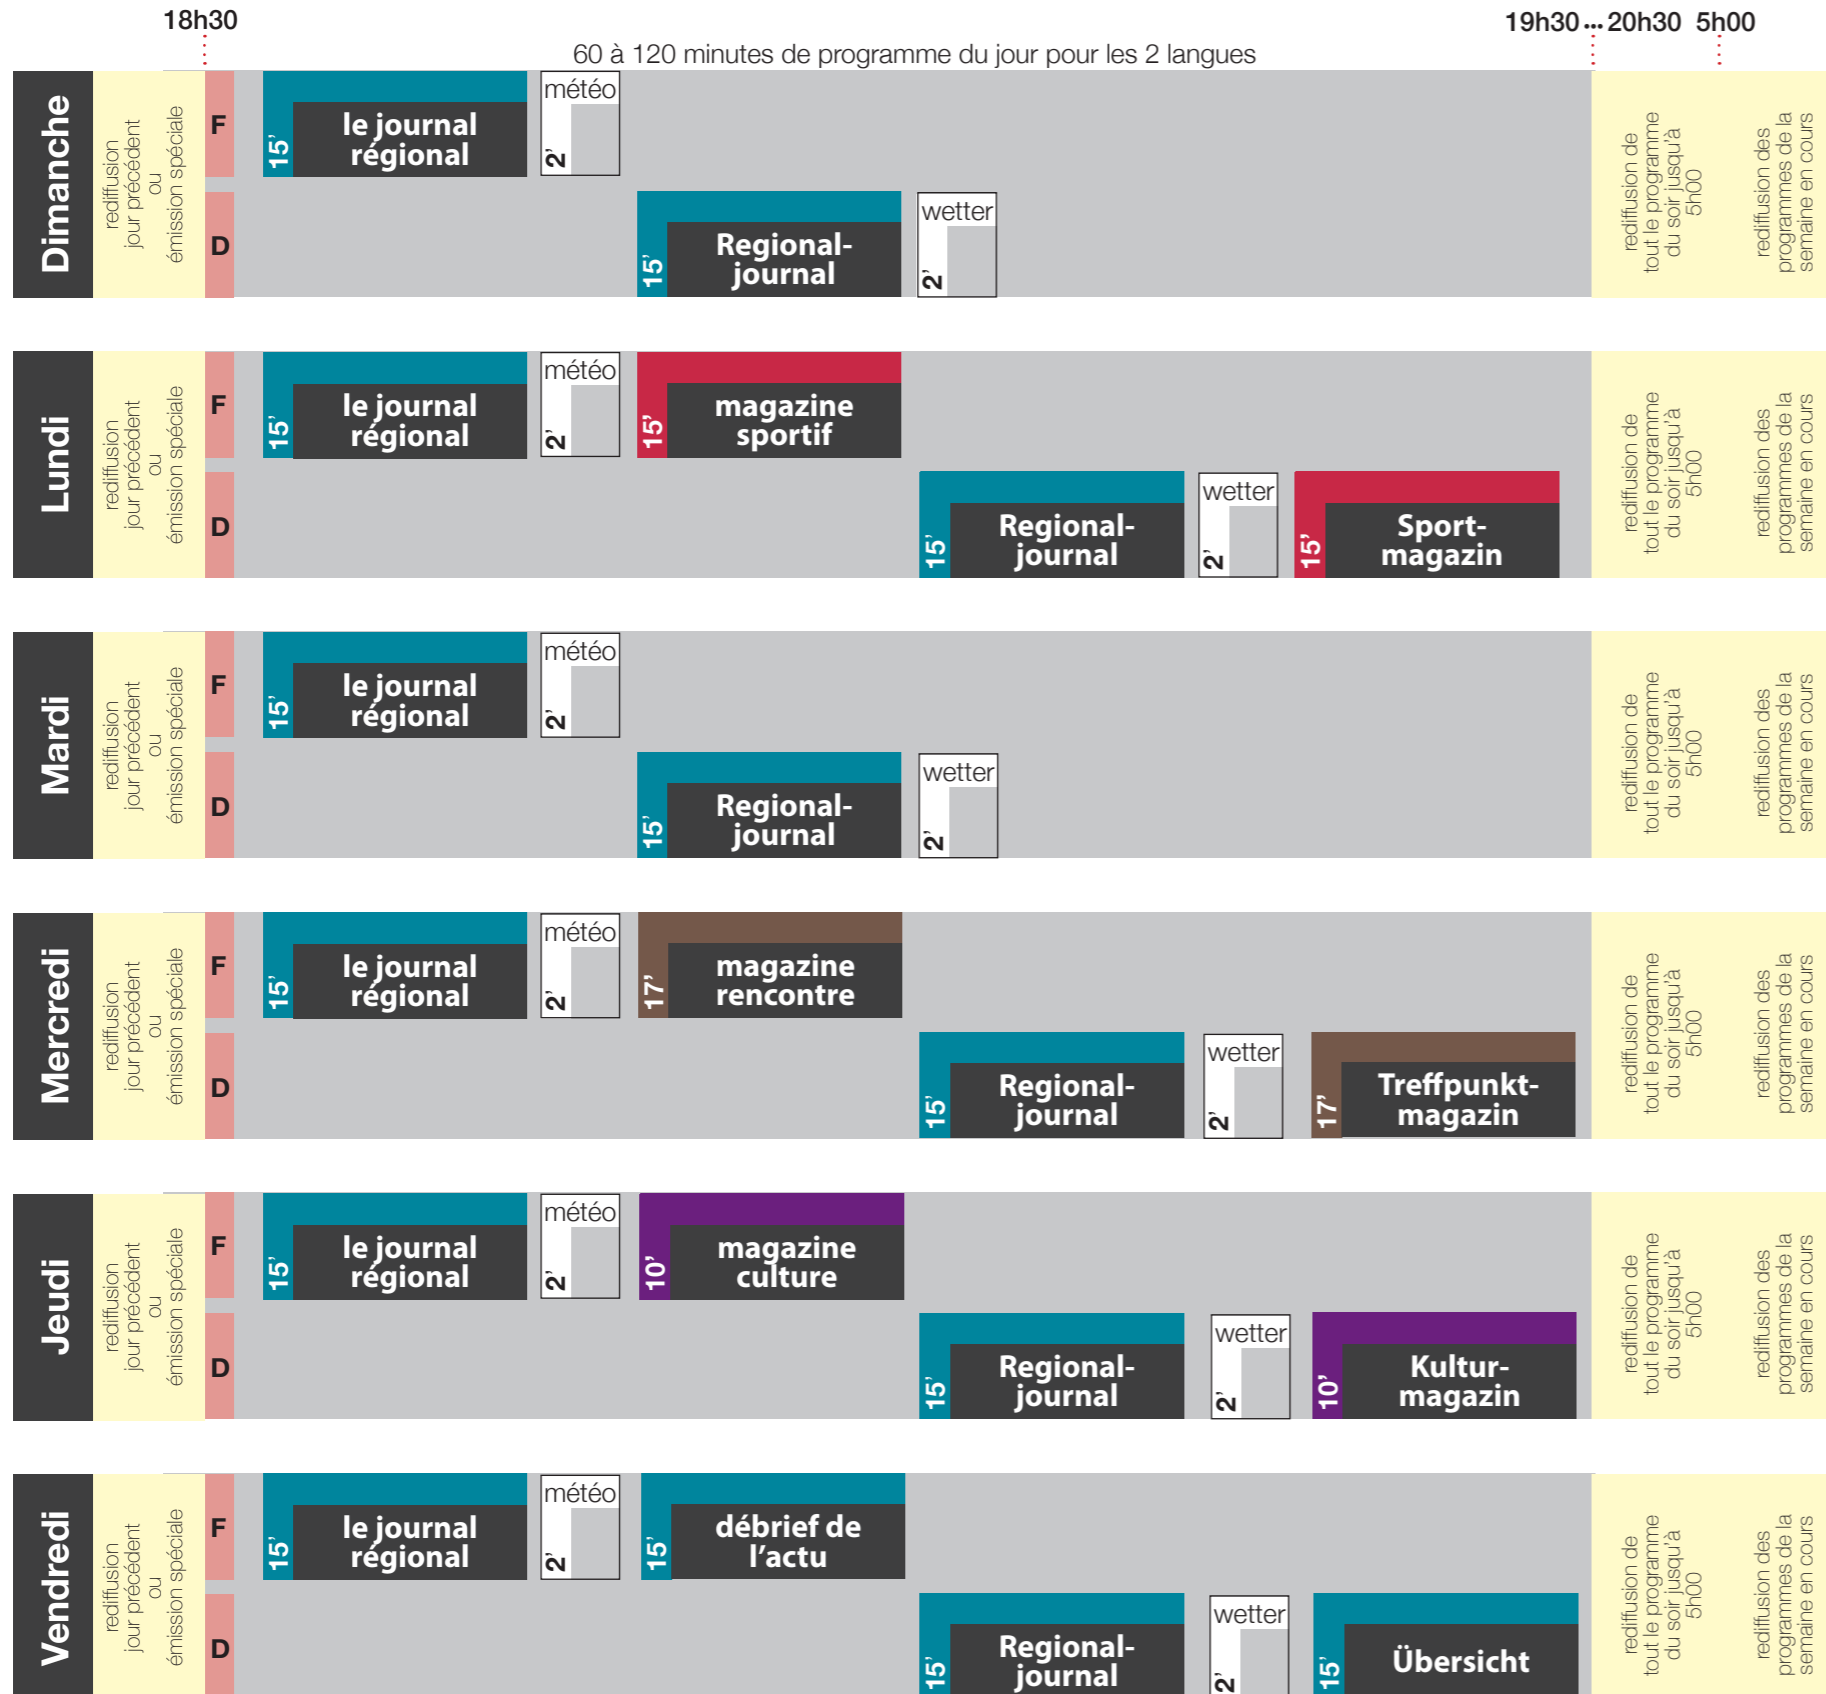 18h30
19h30 ... 20h30 5h00
60 à 120 minutes de programme du jour pour les 2 langues
Dimanche
rediffusion
jour précédent
ou
émission spéciale
F
15'
le journal
régional
météo
2'
D
15'
Regional-
journal
wetter
2'
rediffusion de
tout le programme
du soir jusqu'à
5h00
rediffusion des
programmes de la
semaine en cours
Lundi
rediffusion
jour précédent
ou
émission spéciale
F
15'
le journal
régional
météo
2'
15'
magazine
sportif
D
15'
Regional-
journal
wetter
2'
15'
Sport-
magazin
rediffusion de
tout le programme
du soir jusqu'à
5h00
rediffusion des
programmes de la
semaine en cours
Mardi
rediffusion
jour précédent
ou
émission spéciale
F
15'
le journal
régional
météo
2'
D
15'
Regional-
journal
wetter
2'
rediffusion de
tout le programme
du soir jusqu'à
5h00
rediffusion des
programmes de la
semaine en cours
Mercredi
rediffusion
jour précédent
ou
émission spéciale
F
15'
le journal
régional
météo
2'
17'
magazine
rencontre
D
15'
Regional-
journal
wetter
2'
17'
Treffpunkt-
magazin
rediffusion de
tout le programme
du soir jusqu'à
5h00
rediffusion des
programmes de la
semaine en cours
Jeudi
rediffusion
jour précédent
ou
émission spéciale
F
15'
le journal
régional
météo
2'
10'
magazine
culture
D
15'
Regional-
journal
wetter
2'
10'
Kultur-
magazin
rediffusion de
tout le programme
du soir jusqu'à
5h00
rediffusion des
programmes de la
semaine en cours
Vendredi
rediffusion
jour précédent
ou
émission spéciale
F
15'
le journal
régional
météo
2'
15'
débrief de
l'actu
D
15'
Regional-
journal
wetter
2'
15'
Übersicht
rediffusion de
tout le programme
du soir jusqu'à
5h00
rediffusion des
programmes de la
semaine en cours